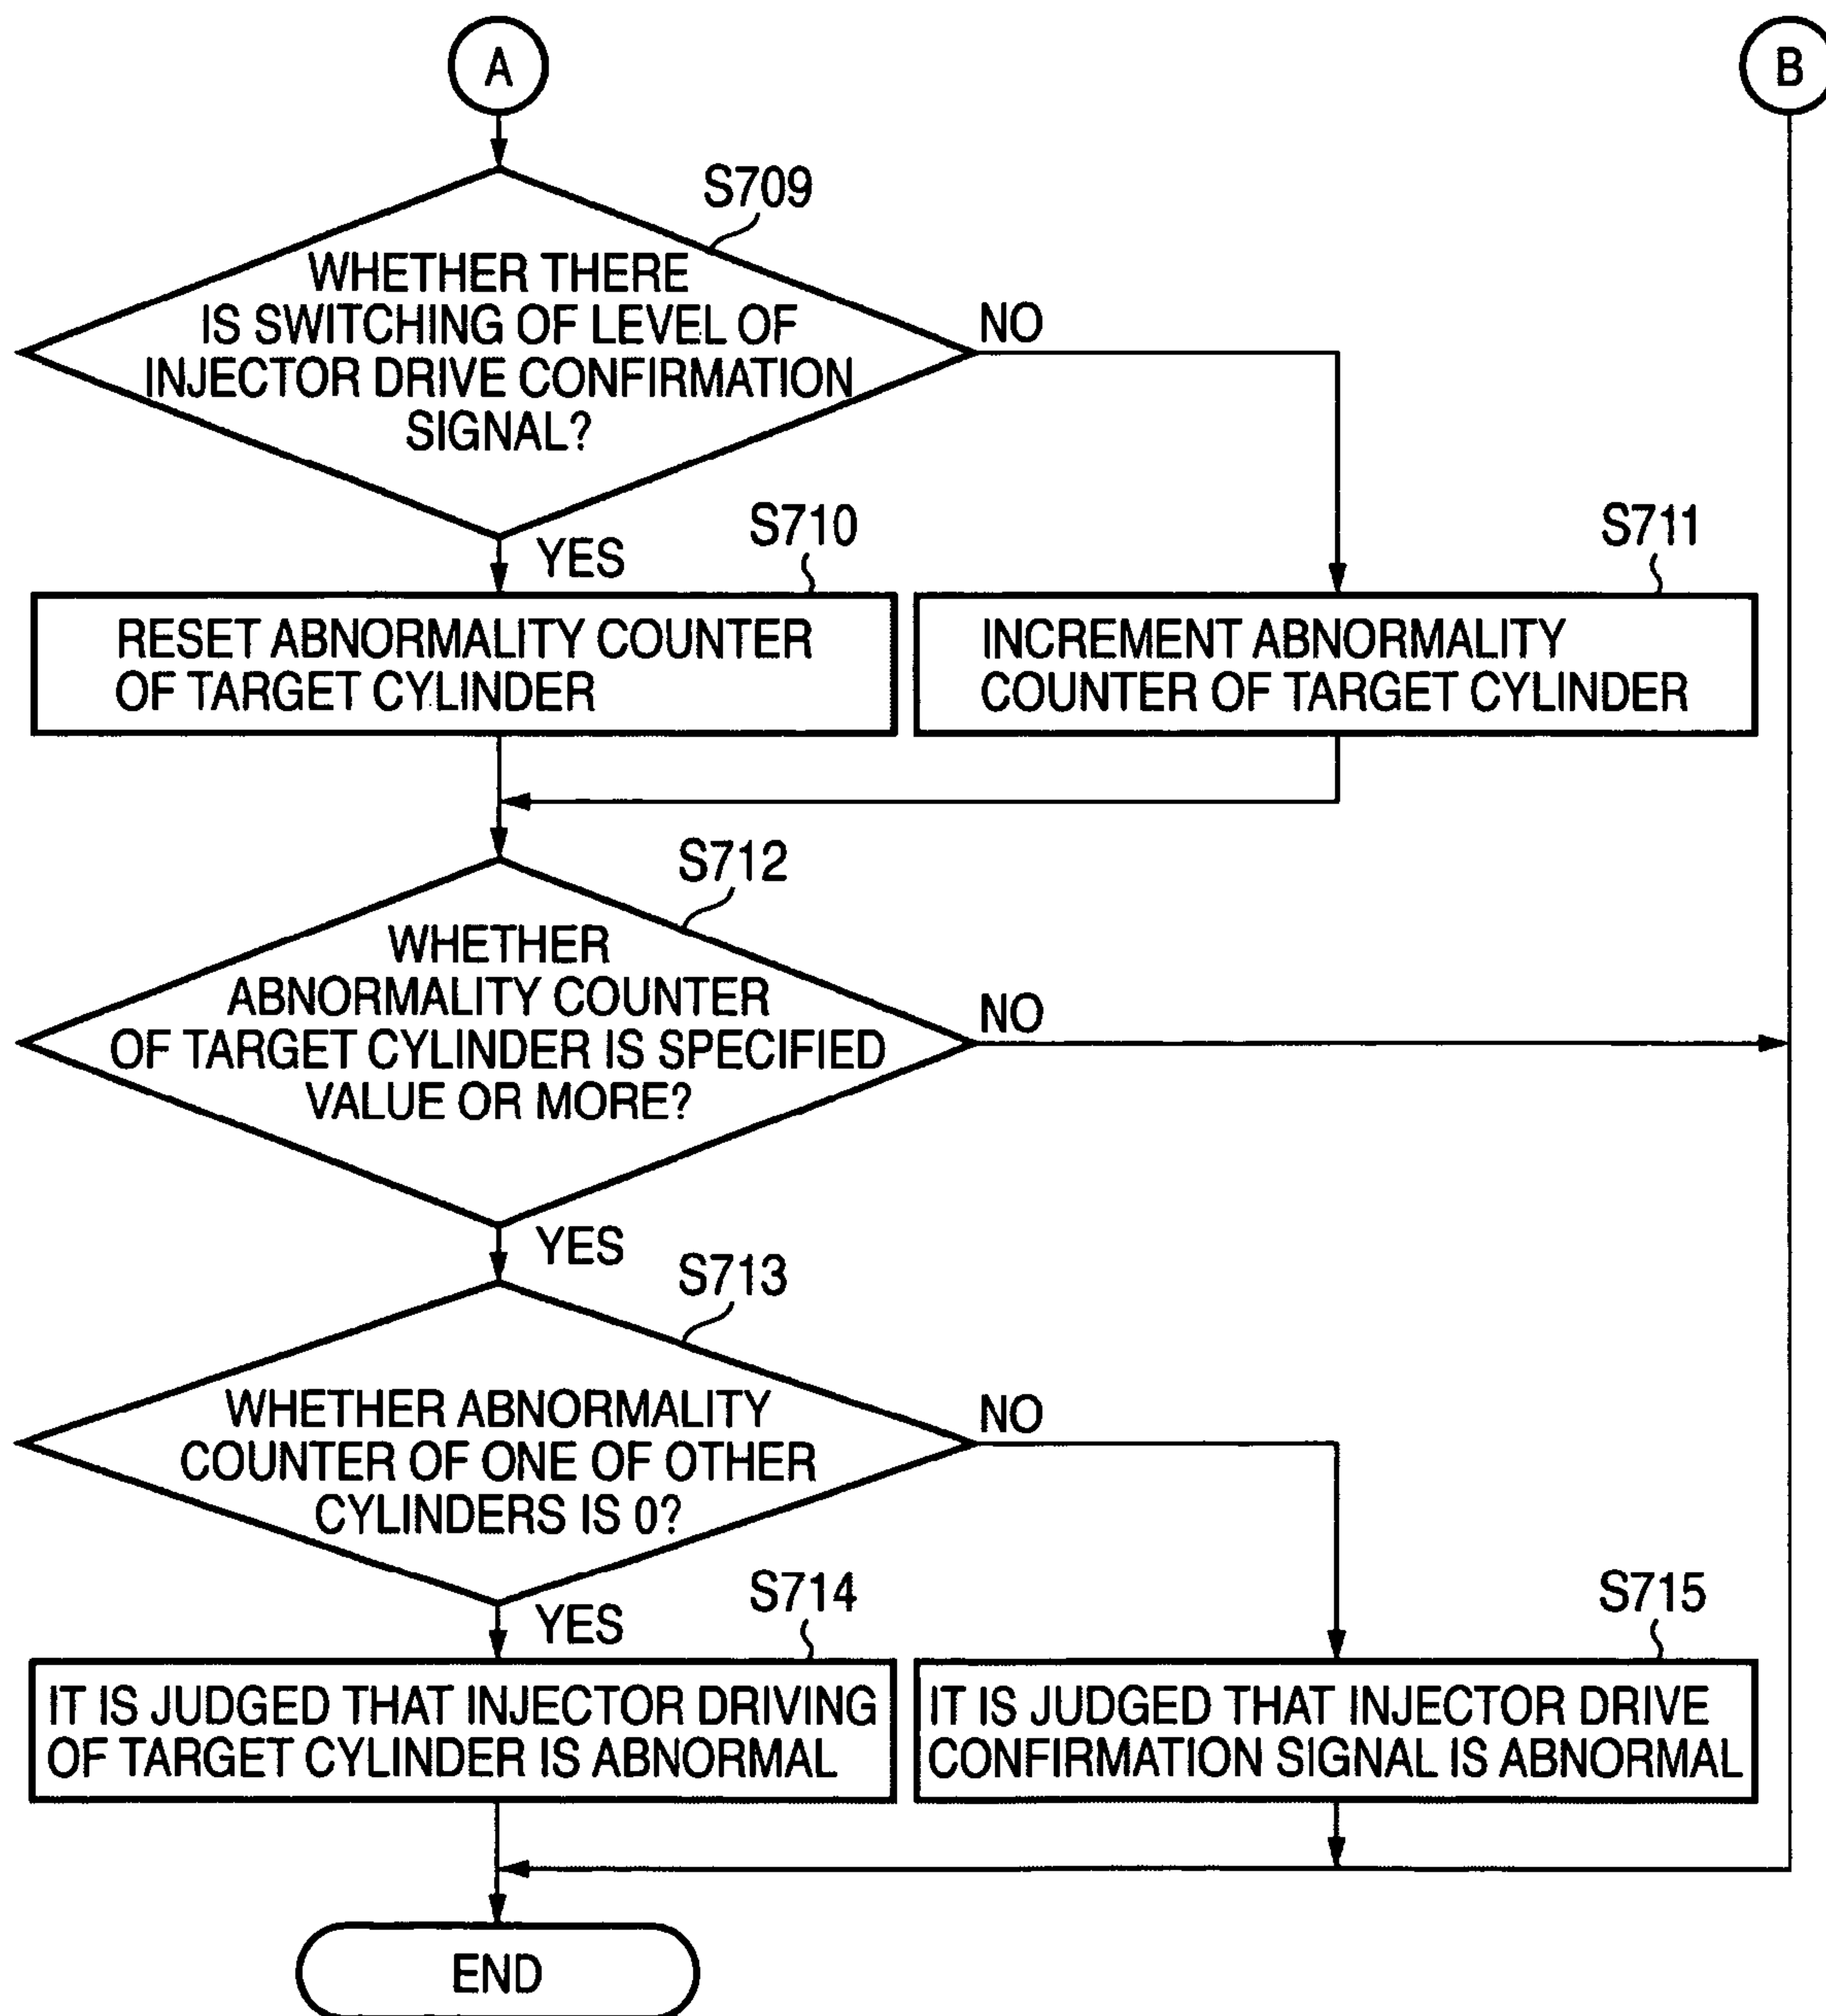 A
B
S709
WHETHER THERE
IS SWITCHING OF LEVEL OF
INJECTOR DRIVE CONFIRMATION
SIGNAL?
NO
YES
S710
S711
RESET ABNORMALITY COUNTER
OF TARGET CYLINDER
INCREMENT ABNORMALITY
COUNTER OF TARGET CYLINDER
S712
WHETHER
ABNORMALITY COUNTER
OF TARGET CYLINDER IS SPECIFIED
VALUE OR MORE?
NO
YES
S713
WHETHER ABNORMALITY
COUNTER OF ONE OF OTHER
CYLINDERS IS 0?
NO
YES
S714
S715
IT IS JUDGED THAT INJECTOR DRIVING
OF TARGET CYLINDER IS ABNORMAL
IT IS JUDGED THAT INJECTOR DRIVE
CONFIRMATION SIGNAL IS ABNORMAL
END